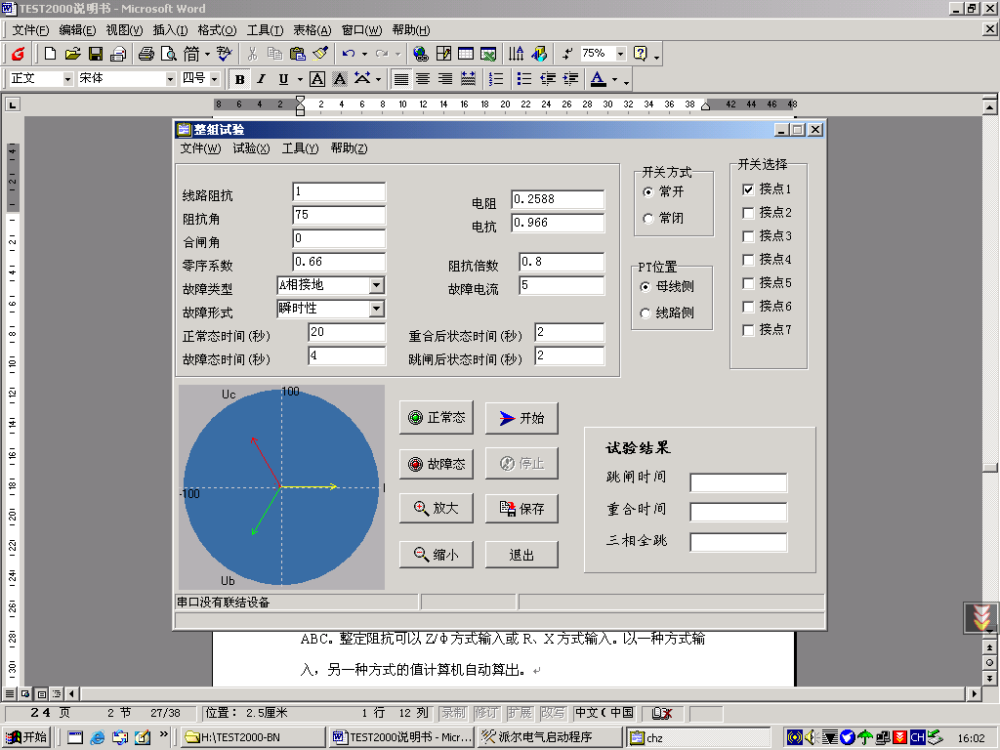 TEST2000说明书 - Microsoft Word
文件(F) 编辑(E) 视图(V) 插入(I) 格式(O) 工具(T) 表格(A) 窗口(W) 帮助(H)
75%
正文 宋体 四号 B I U A A A
8 6 4 2 2 4 6 8 10 12 14 16 18 20 22 24 26 28 30 32 34 36 38 42 44 46 48
整组试验
文件(W) 试验(X) 工具(Y) 帮助(Z)
线路阻抗 1
阻抗角 75
合闸角 0
零序系数 0.66
故障类型 A相接地
故障形式 瞬时性
正常态时间(秒) 20
故障态时间(秒) 4
电阻 0.2588
电抗 0.966
阻抗倍数 0.8
故障电流 5
重合后状态时间(秒) 2
跳闸后状态时间(秒) 2
开关方式
常开
常闭
PT位置
母线侧
线路侧
开关选择
接点1
接点2
接点3
接点4
接点5
接点6
接点7
Uc
100
-100
Ub
正常态 开始
故障态 停止
放大 保存
缩小 退出
试验结果
跳闸时间
重合时间
三相全跳
串口没有联结设备
ABC。整定阻抗可以 Z/Φ方式输入或 R、X 方式输入。以一种方式输
入，另一种方式的值计算机自动算出。
24 页 2 节 27/38 位置: 2.5厘米 1 行 12 列 录制 修订 扩展 改写 中文(中国
开始 H:\TEST2000-BN TEST2000说明书 - Micr... 派尔电气启动程序 chz CH 16:02